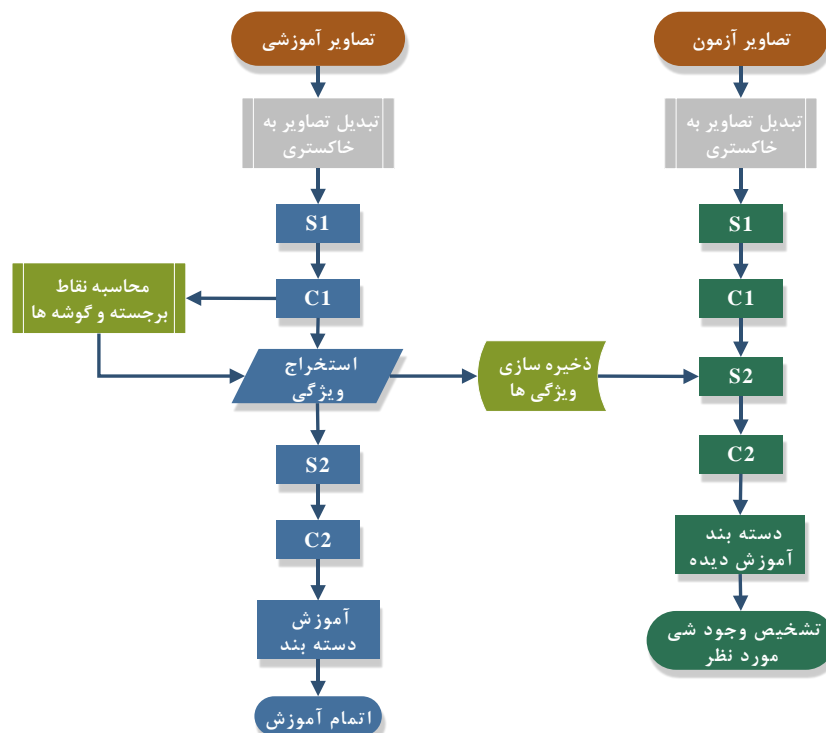 تصاویر آموزشی
تبدیل تصاویر به
خاکستری
S1
C1
محاسبه نقاط
برجسته و گوشه ها
استخراج
ویژگی
ذخیره سازی
ویژگی ها
S2
C2
آموزش
دسته بند
اتمام آموزش
تصاویر آزمون
تبدیل تصاویر به
خاکستری
S1
C1
S2
C2
دسته بند
آموزش دیده
تشخیص وجود شی
مورد نظر